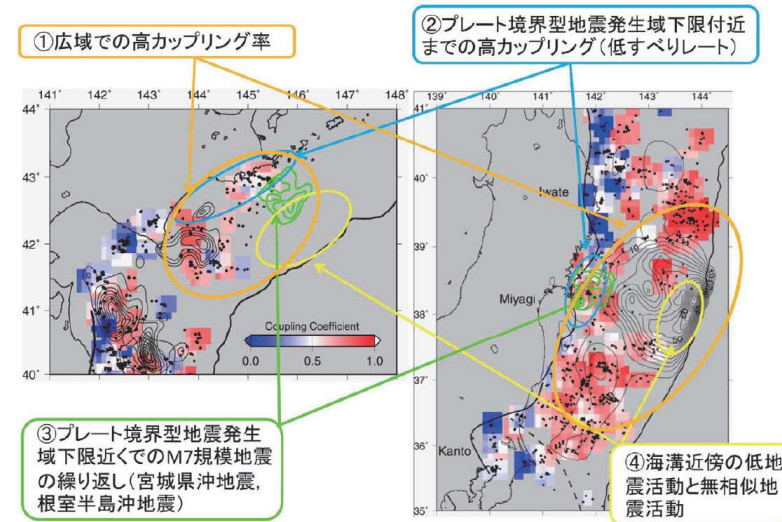 ①広域での高カップリング率
②プレート境界型地震発生域下限付近
までの高カップリング(低すべりレート)
141° 142° 143° 144° 145° 146° 147° 148°
44°
43°
42°
41°
40°
Coupling Coefficient
0.0 0.5 1.0
139° 140° 141° 142° 143° 144°
41°
40°
39°
38°
37°
36°
35°
Iwate
Miyagi
Kanto
10
50
③プレート境界型地震発生
域下限近くでのM7規模地震
の繰り返し(宮城県沖地震,
根室半島沖地震)
④海溝近傍の低地
震活動と無相似地
震活動